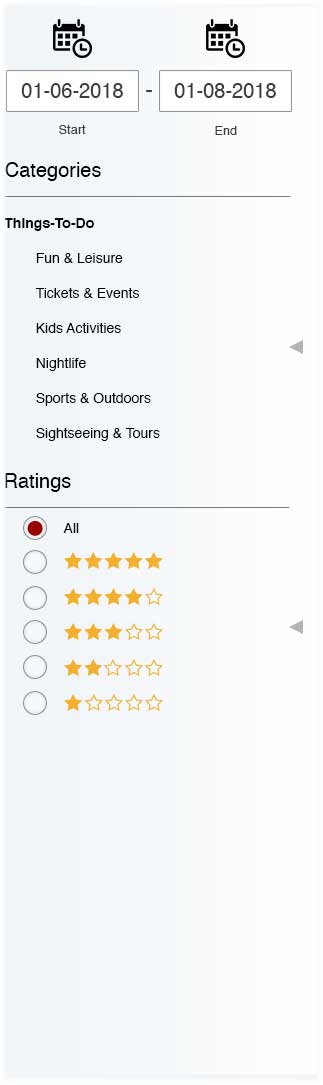 01-06-2018 - 01-08-2018
Start End
Categories
Things-To-Do
Fun & Leisure
Tickets & Events
Kids Activities
Nightlife
Sports & Outdoors
Sightseeing & Tours
Ratings
All